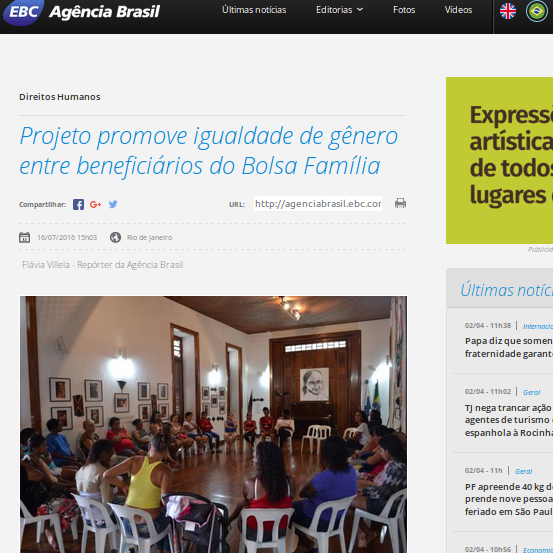 EBC Agência Brasil
Últimas notícias
Editorias
Fotos
Vídeos
Direitos Humanos
Projeto promove igualdade de gênero
entre beneficiários do Bolsa Família
Compartilhar:
URL: http://agenciabrasil.ebc.cor
16/07/2016 15h03
Rio de janeiro
Flávia Villela - Repórter da Agência Brasil
Express
artística
de todos
lugares
Publicid
Últimas notíci
02/04 - 11h38 | Internacio
Papa diz que somen
fraternidade garant
02/04 - 11h02 | Geral
TJ nega trancar ação
agentes de turismo
espanhola à Rocinh
02/04 - 11h | Geral
PF apreende 40 kg d
prende nove pessoa
feriado em São Paul
02/04 - 10h56 | Economi